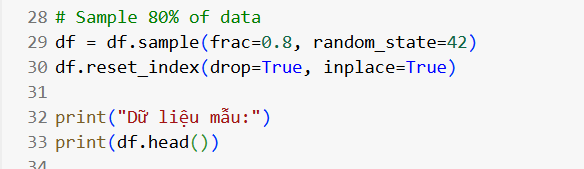 28 # Sample 80% of data
29 df = df.sample(frac=0.8, random_state=42)
30 df.reset_index(drop=True, inplace=True)
31
32 print("Dữ liệu mẫu:")
33 print(df.head())
34